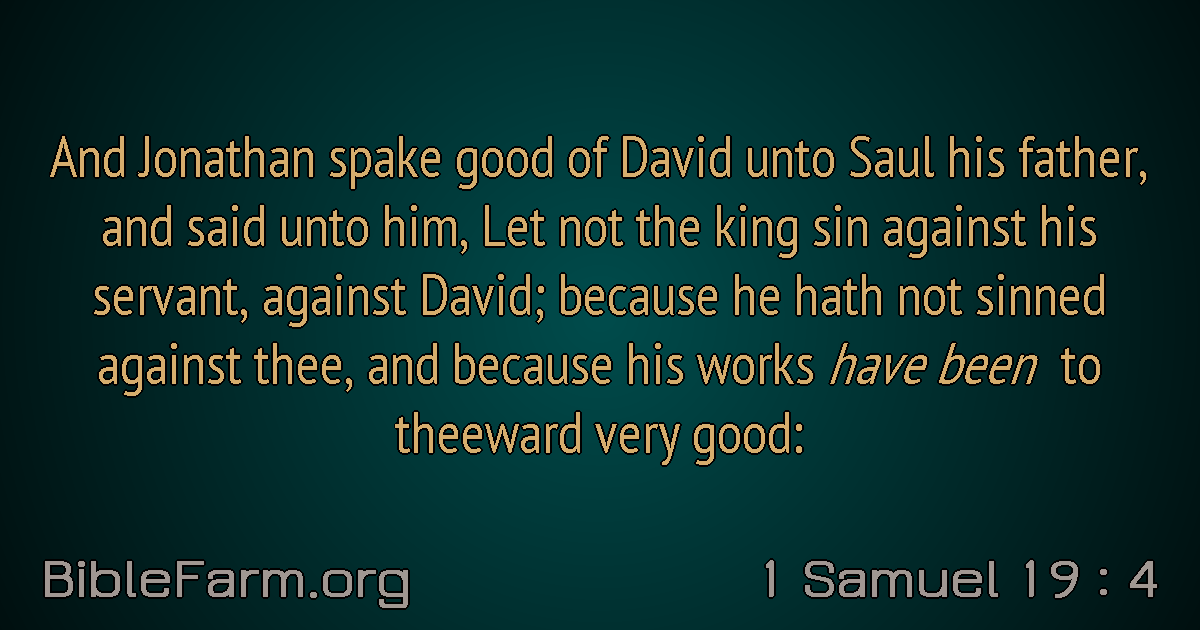 And Jonathan spake good of David unto Saul his father,
and said unto him, Let not the king sin against his
servant, against David; because he hath not sinned
against thee, and because his works have been to
theeward very good:
BibleFarm.org
1 Samuel 19 : 4